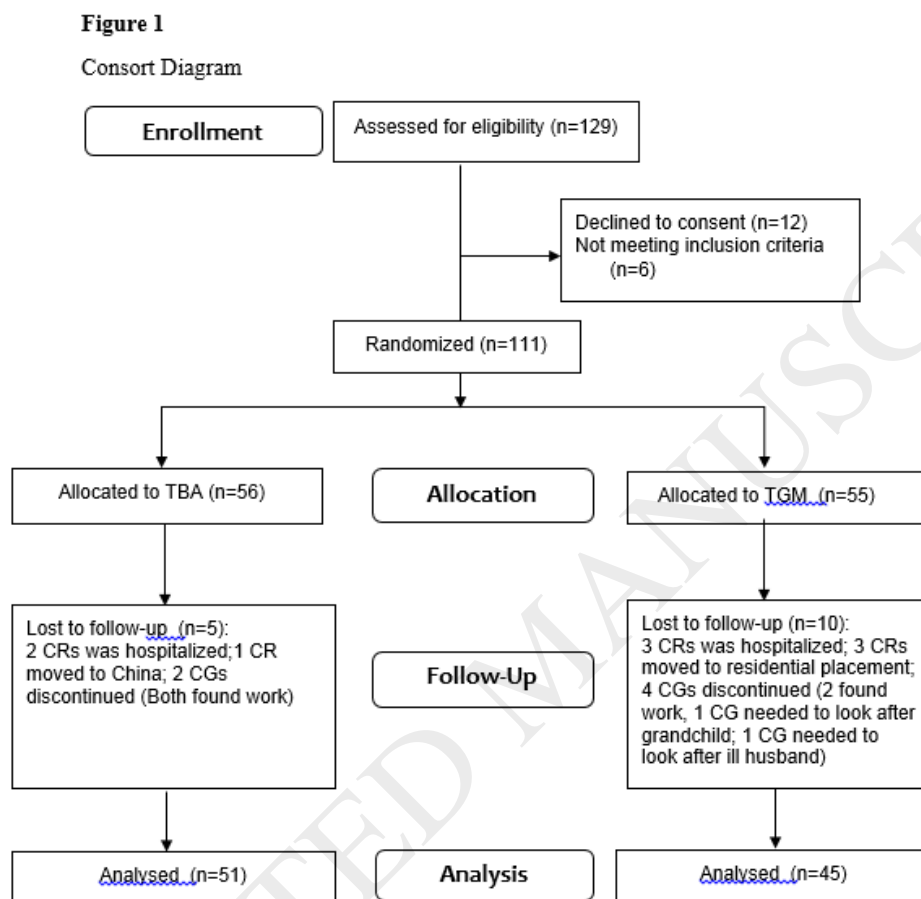 Figure 1
Consort Diagram
Enrollment
Assessed for eligibility (n=129)
Declined to consent (n=12)
Not meeting inclusion criteria
(n=6)
Randomized (n=111)
Allocated to TBA (n=56)
Allocation
Allocated to TGM (n=55)
Lost to follow-up (n=5):
2 CRs was hospitalized;1 CR
moved to China; 2 CGs
discontinued (Both found work)
Follow-Up
Lost to follow-up (n=10):
3 CRs was hospitalized; 3 CRs
moved to residential placement;
4 CGs discontinued (2 found
work, 1 CG needed to look after
grandchild; 1 CG needed to
look after ill husband)
Analysed (n=51)
Analysis
Analysed (n=45)
TED MANUSC